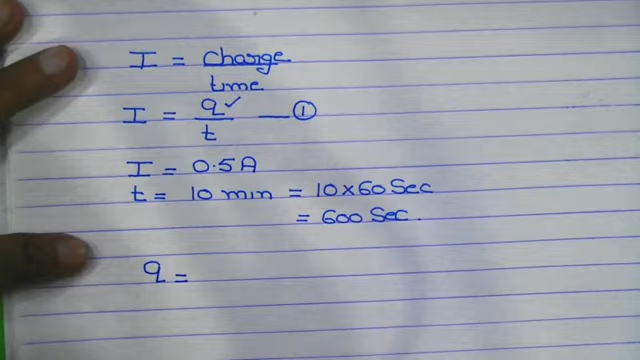 I = charge
time
I = q ✓ — ①
t
I = 0.5A
t = 10 min = 10×60 Sec
= 600 Sec.
q =